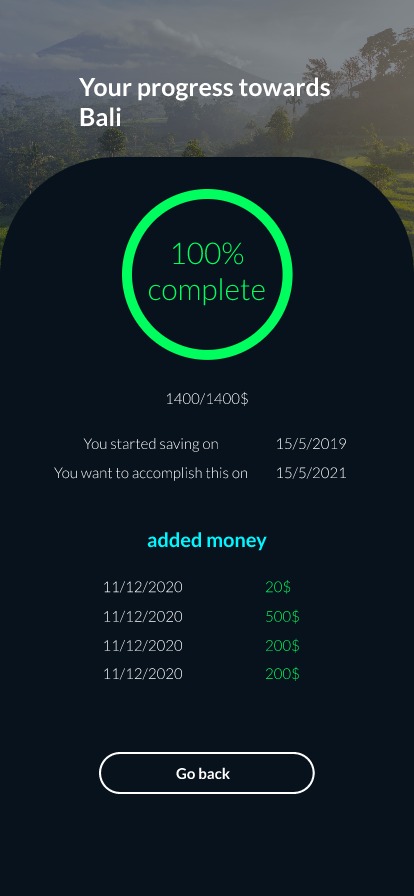 Your progress towards
Bali
100%
complete
1400/1400$
You started saving on 15/5/2019
You want to accomplish this on 15/5/2021
added money
11/12/2020 20$
11/12/2020 500$
11/12/2020 200$
11/12/2020 200$
Go back